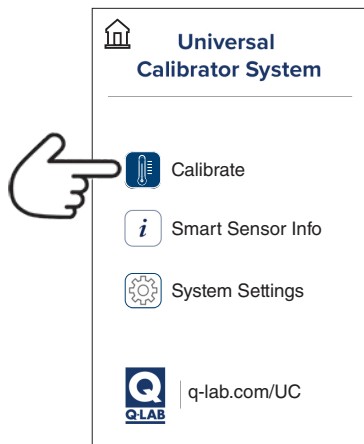 Universal
Calibrator System
Calibrate
i Smart Sensor Info
System Settings
Q
Q-LAB
q-lab.com/UC